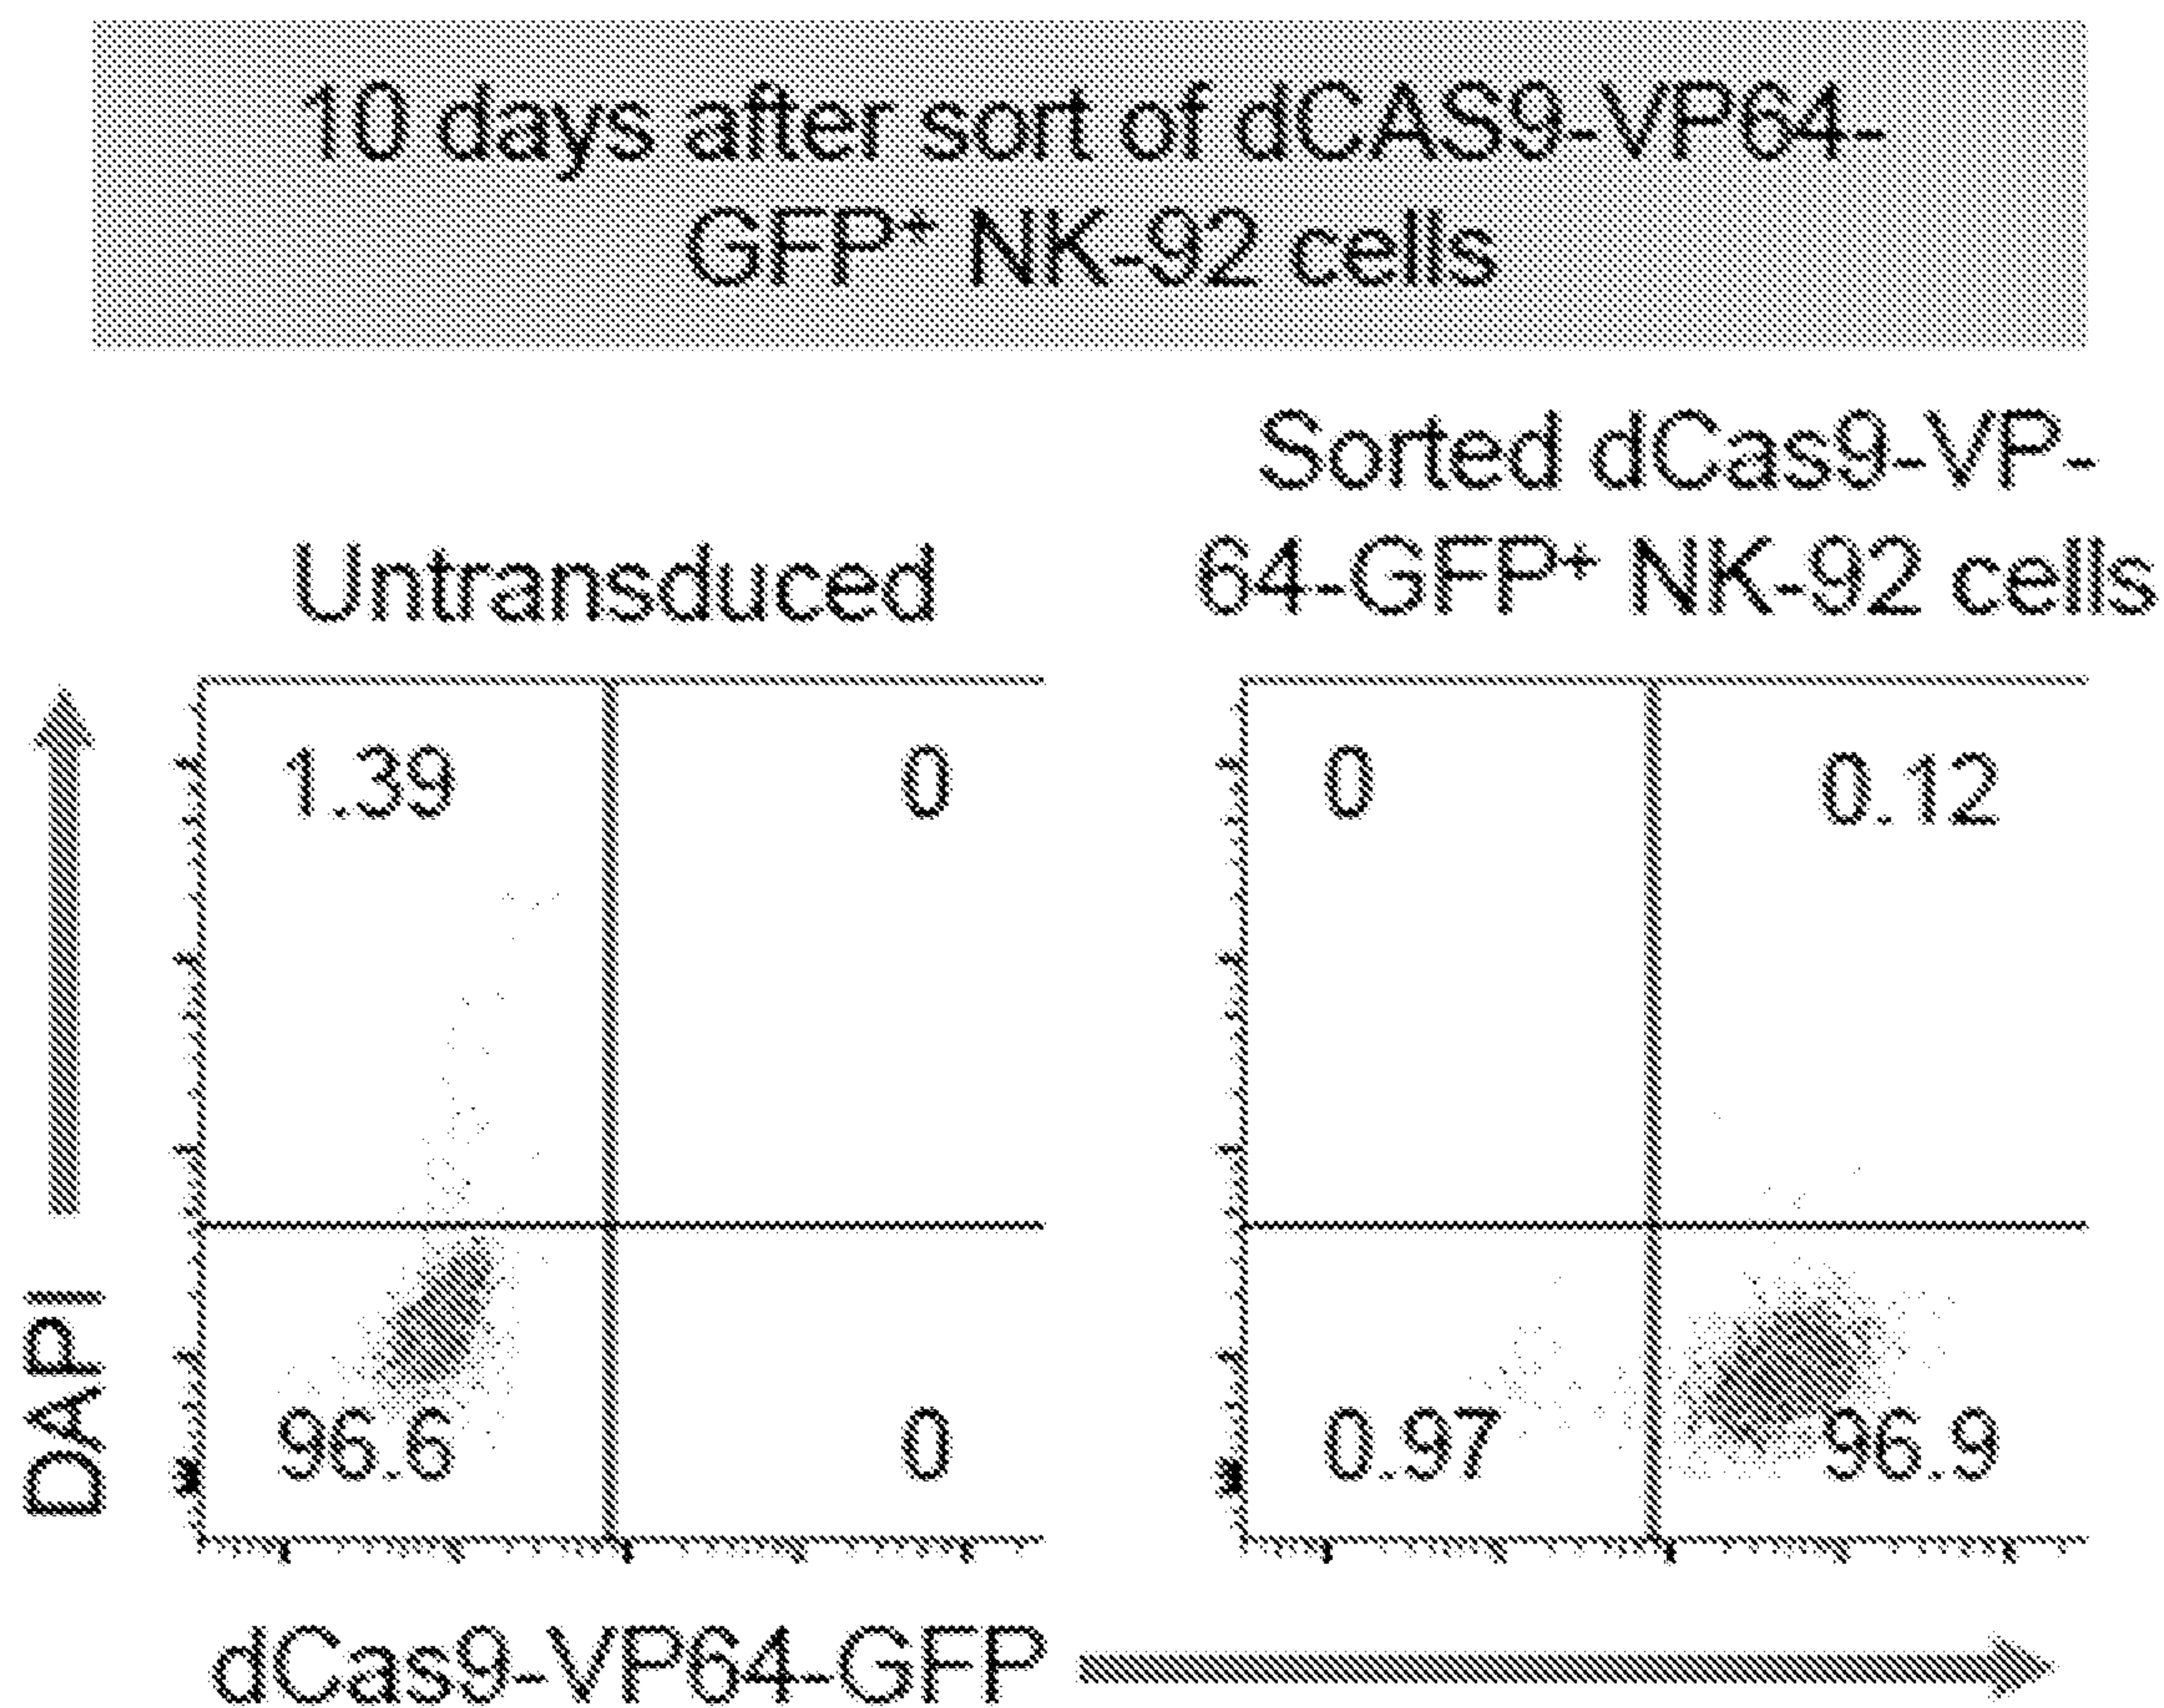 10 days after sort of dCAS9-VP64-
GFP⁺ NK-92 cells
Untransduced
Sorted dCas9-VP-
64-GFP⁺ NK-92 cells
1.39
0
0
0.12
96.6
0
0.97
96.9
DAPI
dCas9-VP64-GFP